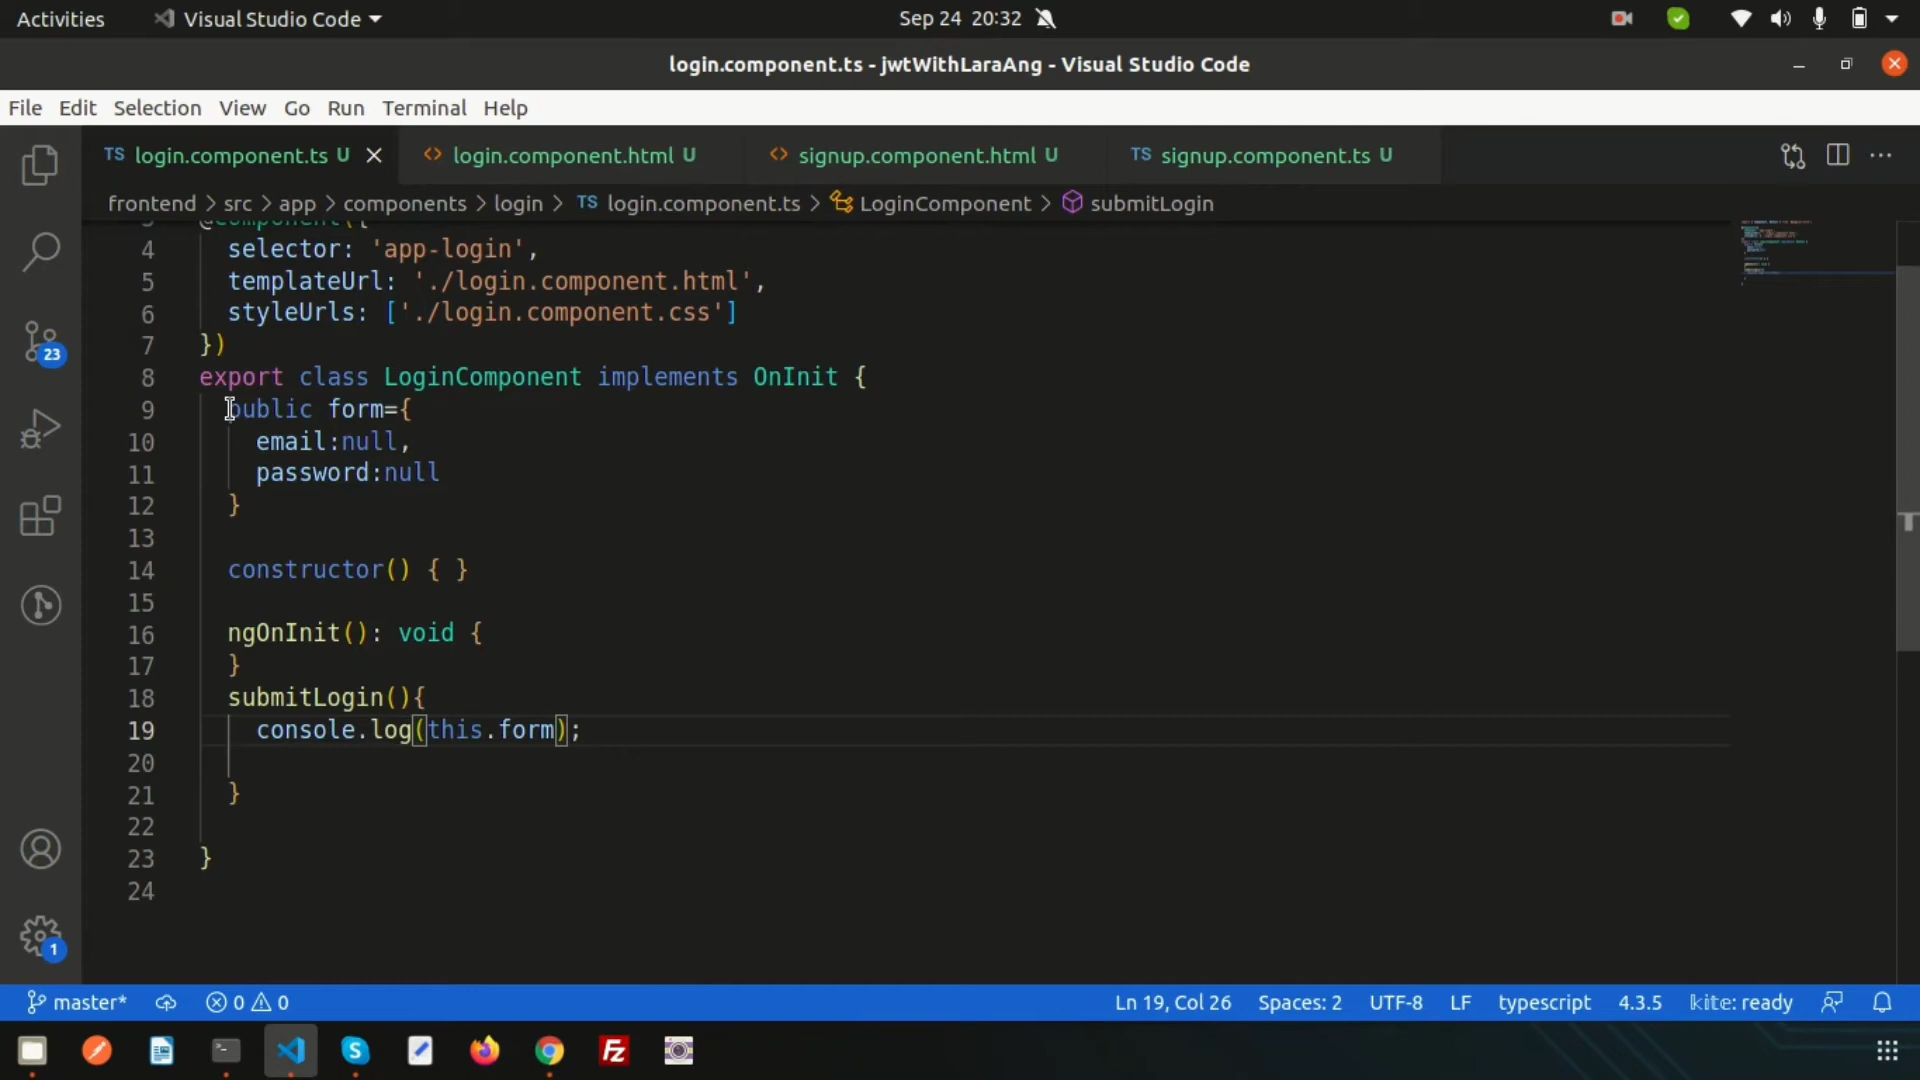 Activities Visual Studio Code Sep 24 20:32
login.component.ts - jwtWithLaraAng - Visual Studio Code
File Edit Selection View Go Run Terminal Help
TS login.component.ts U login.component.html U signup.component.html U TS signup.component.ts U
frontend > src > app > components > login > TS login.component.ts > LoginComponent > submitLogin
3 @Component({
4 selector: 'app-login',
5 templateUrl: './login.component.html',
6 styleUrls: ['./login.component.css']
7 })
8 export class LoginComponent implements OnInit {
9 public form={
10 email:null,
11 password:null
12 }
13
14 constructor() { }
15
16 ngOnInit(): void {
17 }
18 submitLogin(){
19 console.log(this.form);
20
21 }
22
23 }
24
23
1
master* 0 0 Ln 19, Col 26 Spaces: 2 UTF-8 LF typescript 4.3.5 kite: ready